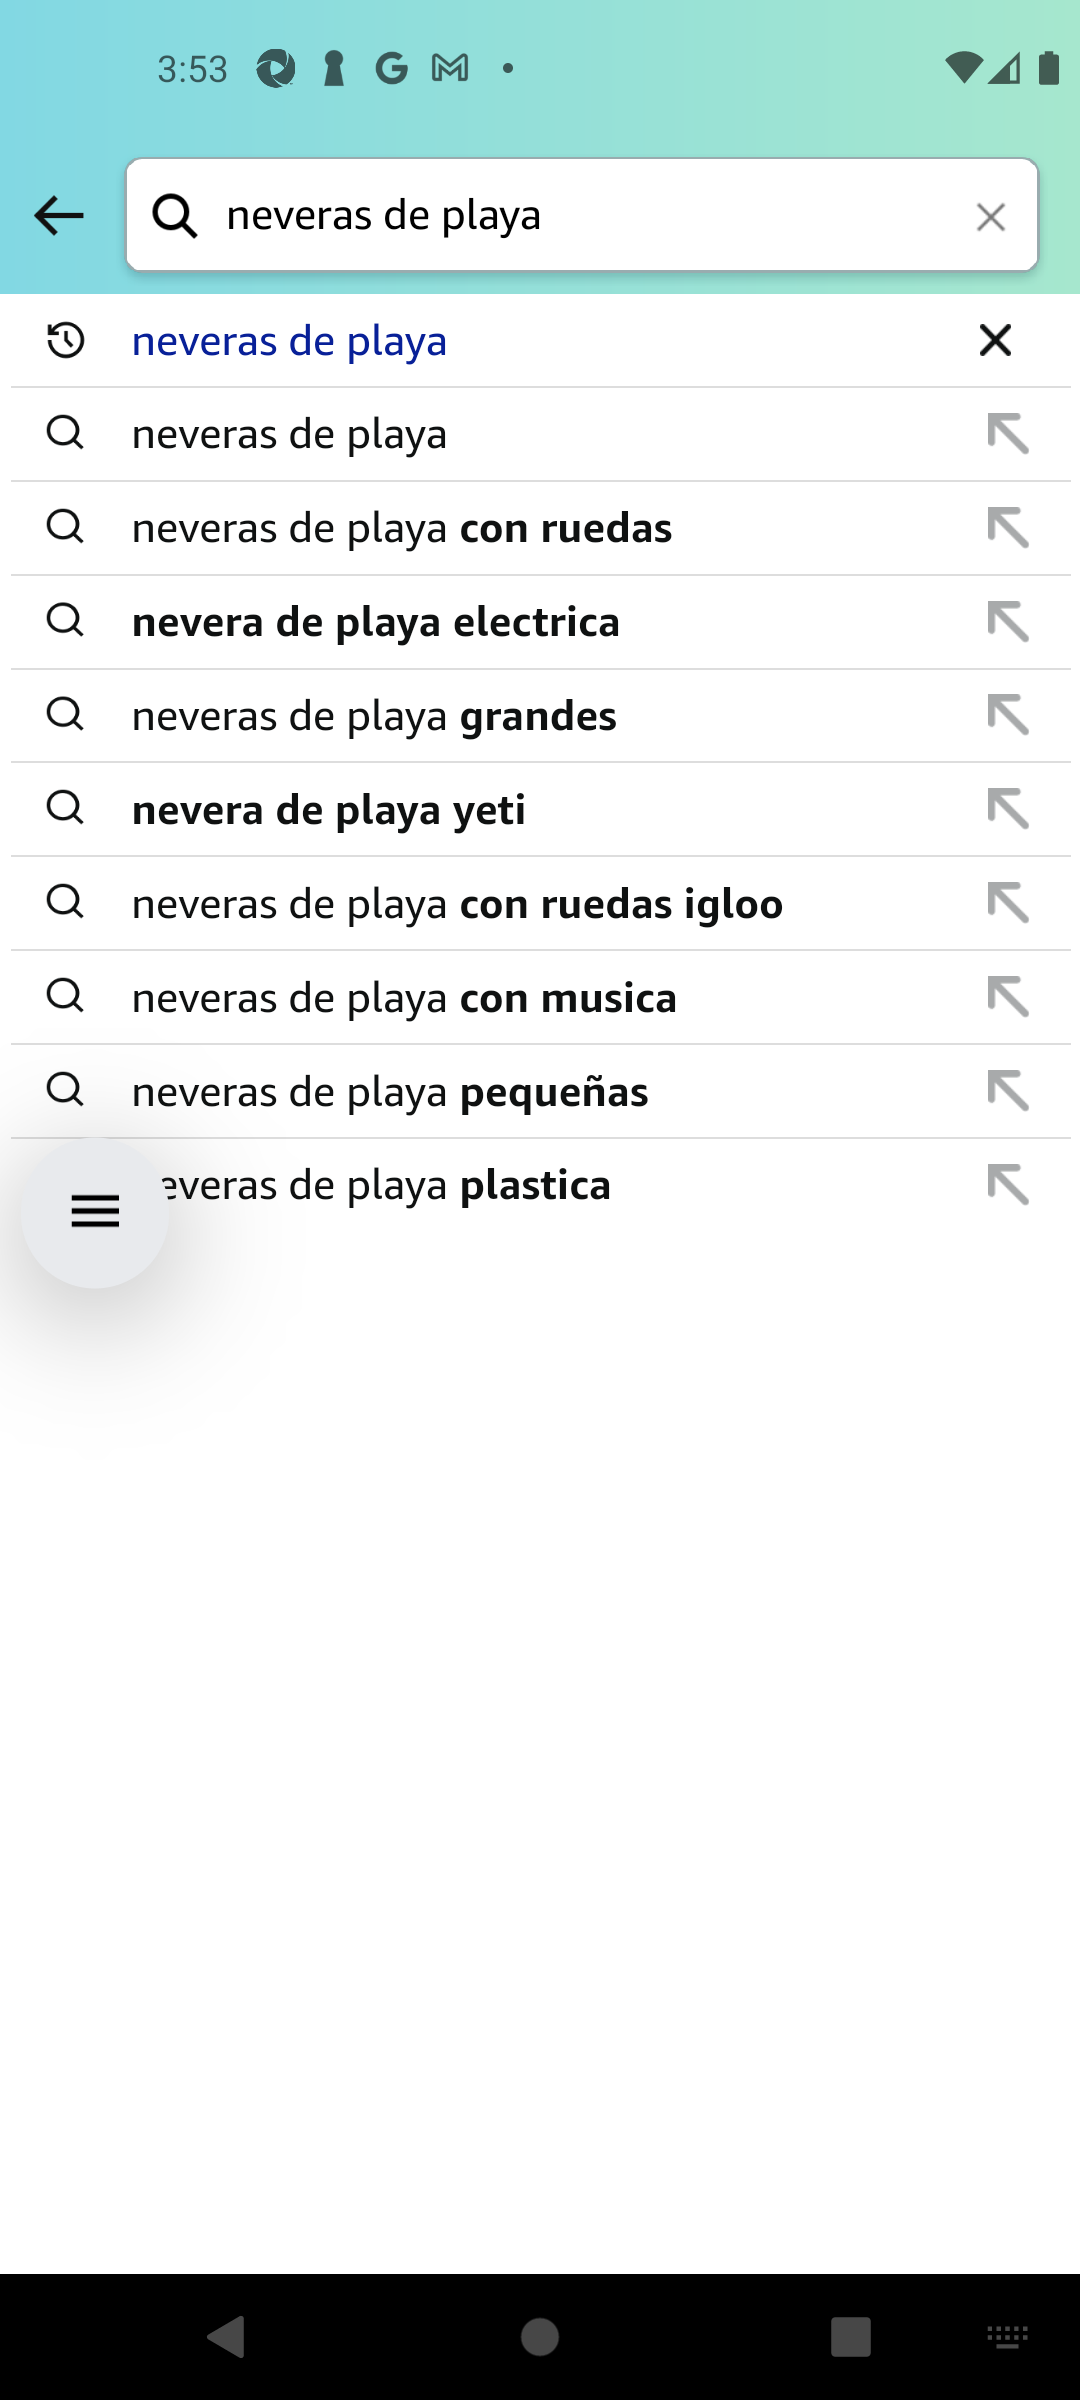 3:53
neveras de playa
neveras de playa
neveras de playa
neveras de playa con ruedas
nevera de playa electrica
neveras de playa grandes
nevera de playa yeti
neveras de playa con ruedas igloo
neveras de playa con musica
neveras de playa pequeñas
everas de playa plastica